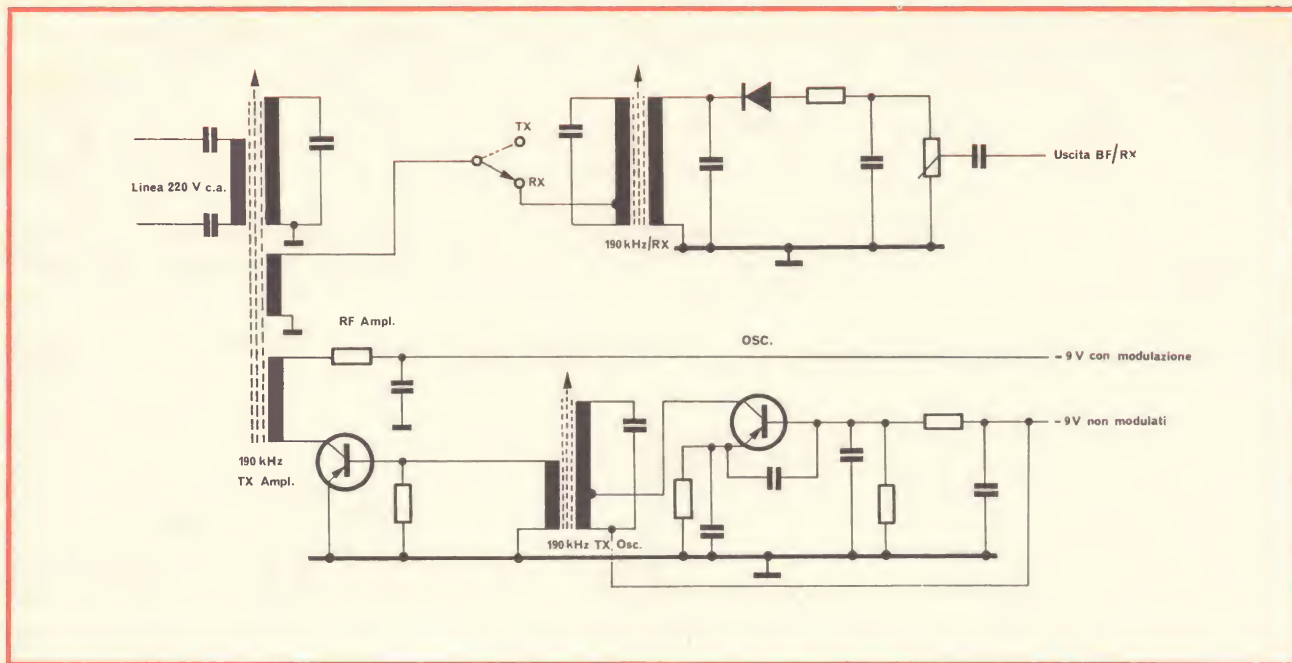 Linea 220 V c.a.
TX
RX
190 kHz/RX
Uscita BF/RX
RF Ampl.
OSC.
- 9 V con modulazione
- 9V non modulati
190 kHz
TX Ampl.
190 kHz TX Osc.